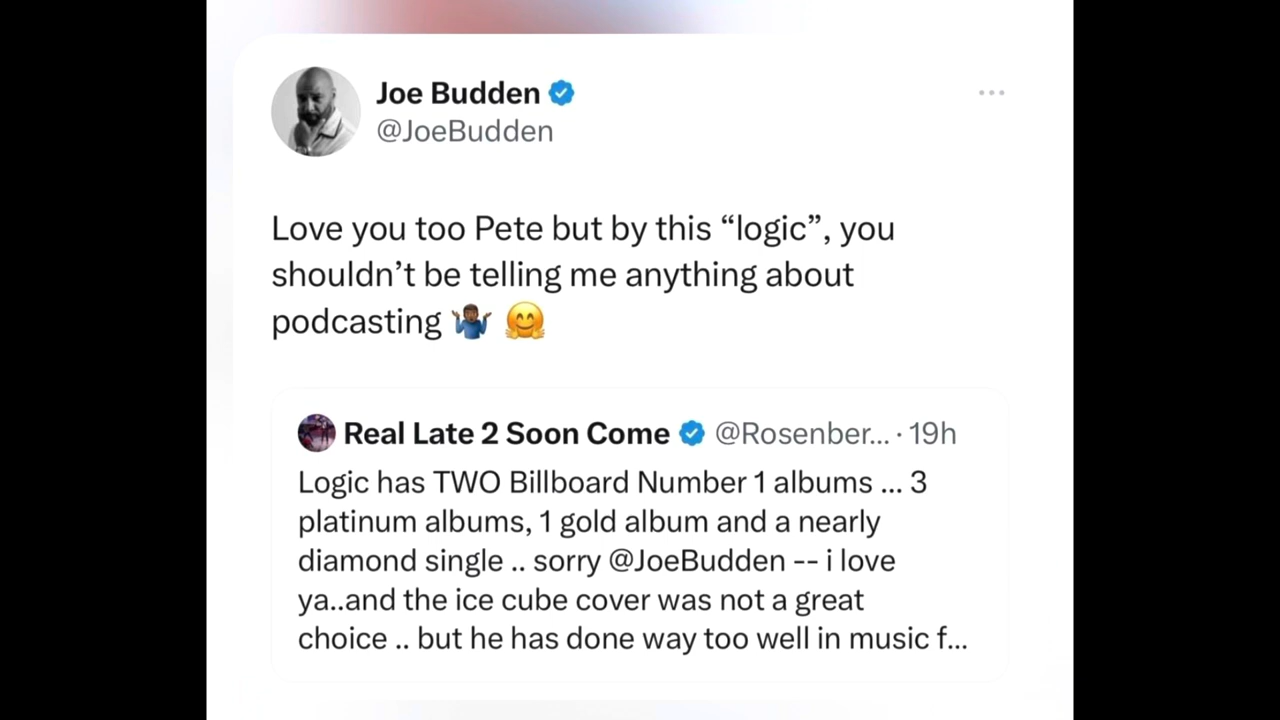 Joe Budden
@JoeBudden
Love you too Pete but by this “logic”, you
shouldn’t be telling me anything about
podcasting 🤷🏾‍♂️ 🤗
Real Late 2 Soon Come @Rosenber... · 19h
Logic has TWO Billboard Number 1 albums ... 3
platinum albums, 1 gold album and a nearly
diamond single .. sorry @JoeBudden -- i love
ya..and the ice cube cover was not a great
choice .. but he has done way too well in music f...